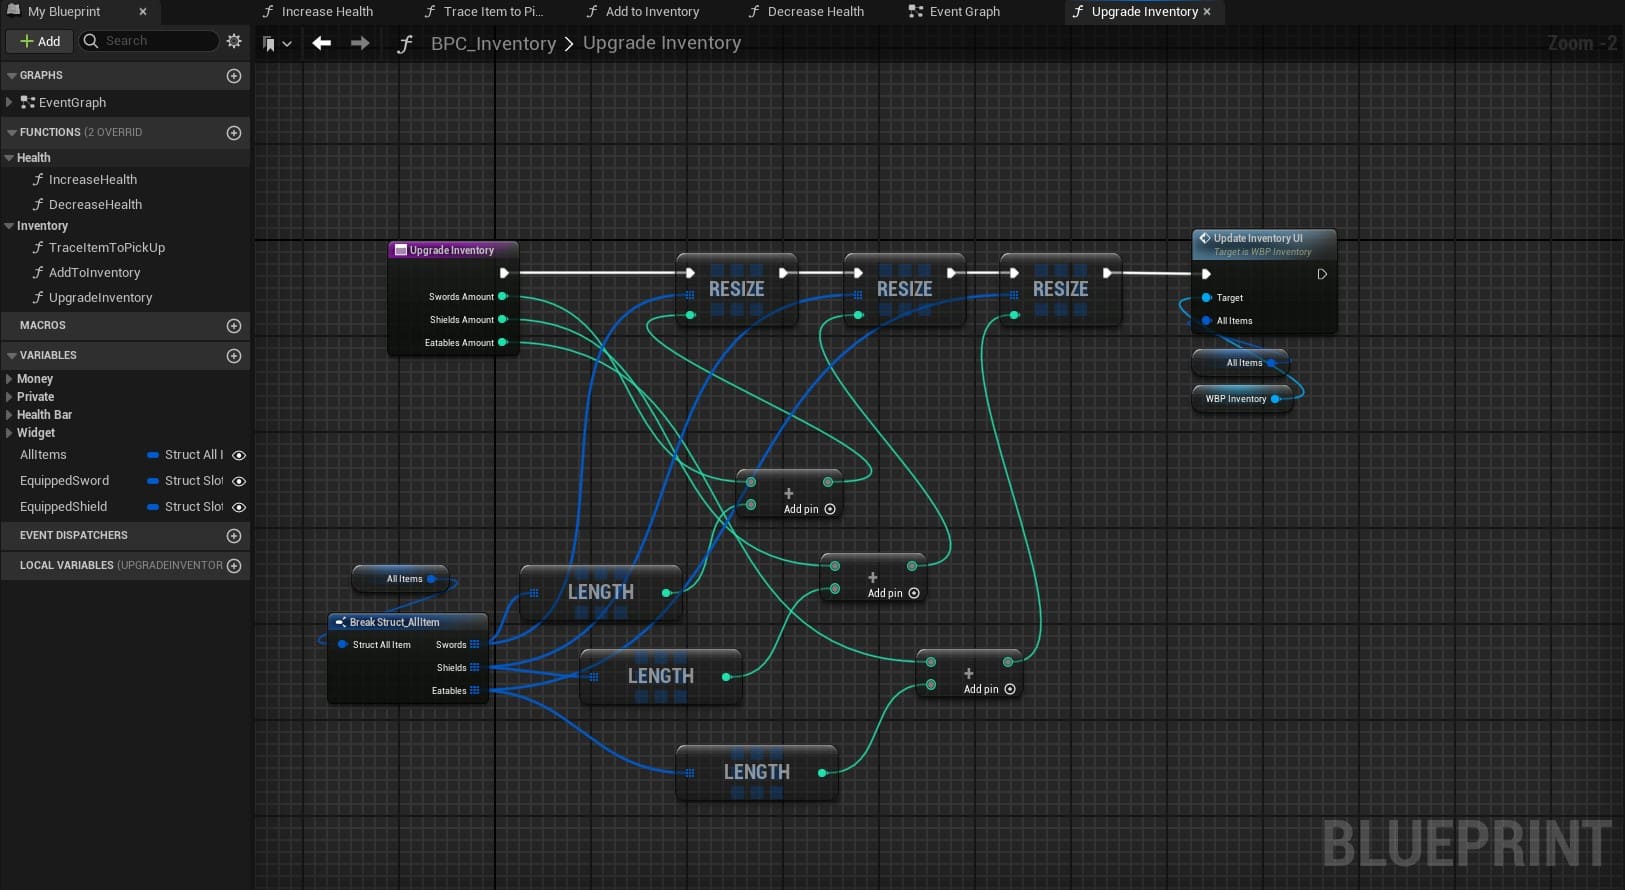 My Blueprint
Increase Health
Trace Item to Pi...
Add to Inventory
Decrease Health
Event Graph
Upgrade Inventory
Add
Search
BPC_Inventory > Upgrade Inventory
Zoom -2
GRAPHS
EventGraph
FUNCTIONS (2 OVERRID
Health
IncreaseHealth
DecreaseHealth
Inventory
TraceItemToPickUp
AddToInventory
UpgradeInventory
MACROS
VARIABLES
Money
Private
Health Bar
Widget
AllItems Struct All I
EquippedSword Struct Slot
EquippedShield Struct Slot
EVENT DISPATCHERS
LOCAL VARIABLES (UPGRADEINVENTOR
Upgrade Inventory
Swords Amount
Shields Amount
Eatables Amount
RESIZE
RESIZE
RESIZE
Update Inventory UI
Target is WBP Inventory
Target
All Items
All Items
WBP Inventory
+
Add pin
+
Add pin
+
Add pin
All Items
Break Struct_AllItem
Struct All Item Swords
Shields
Eatables
LENGTH
LENGTH
LENGTH
BLUEPRINT